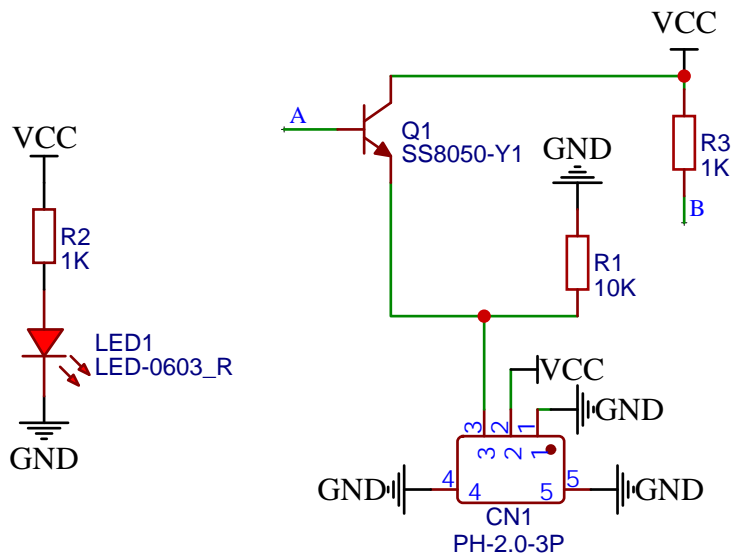 VCC
R2
1K
LED1
LED-0603_R
GND
A
Q1
SS8050-Y1
VCC
R3
1K
B
GND
R1
10K
VCC
GND
3
2
1
3
2
1
GND
4
4
5
5
GND
CN1
PH-2.0-3P